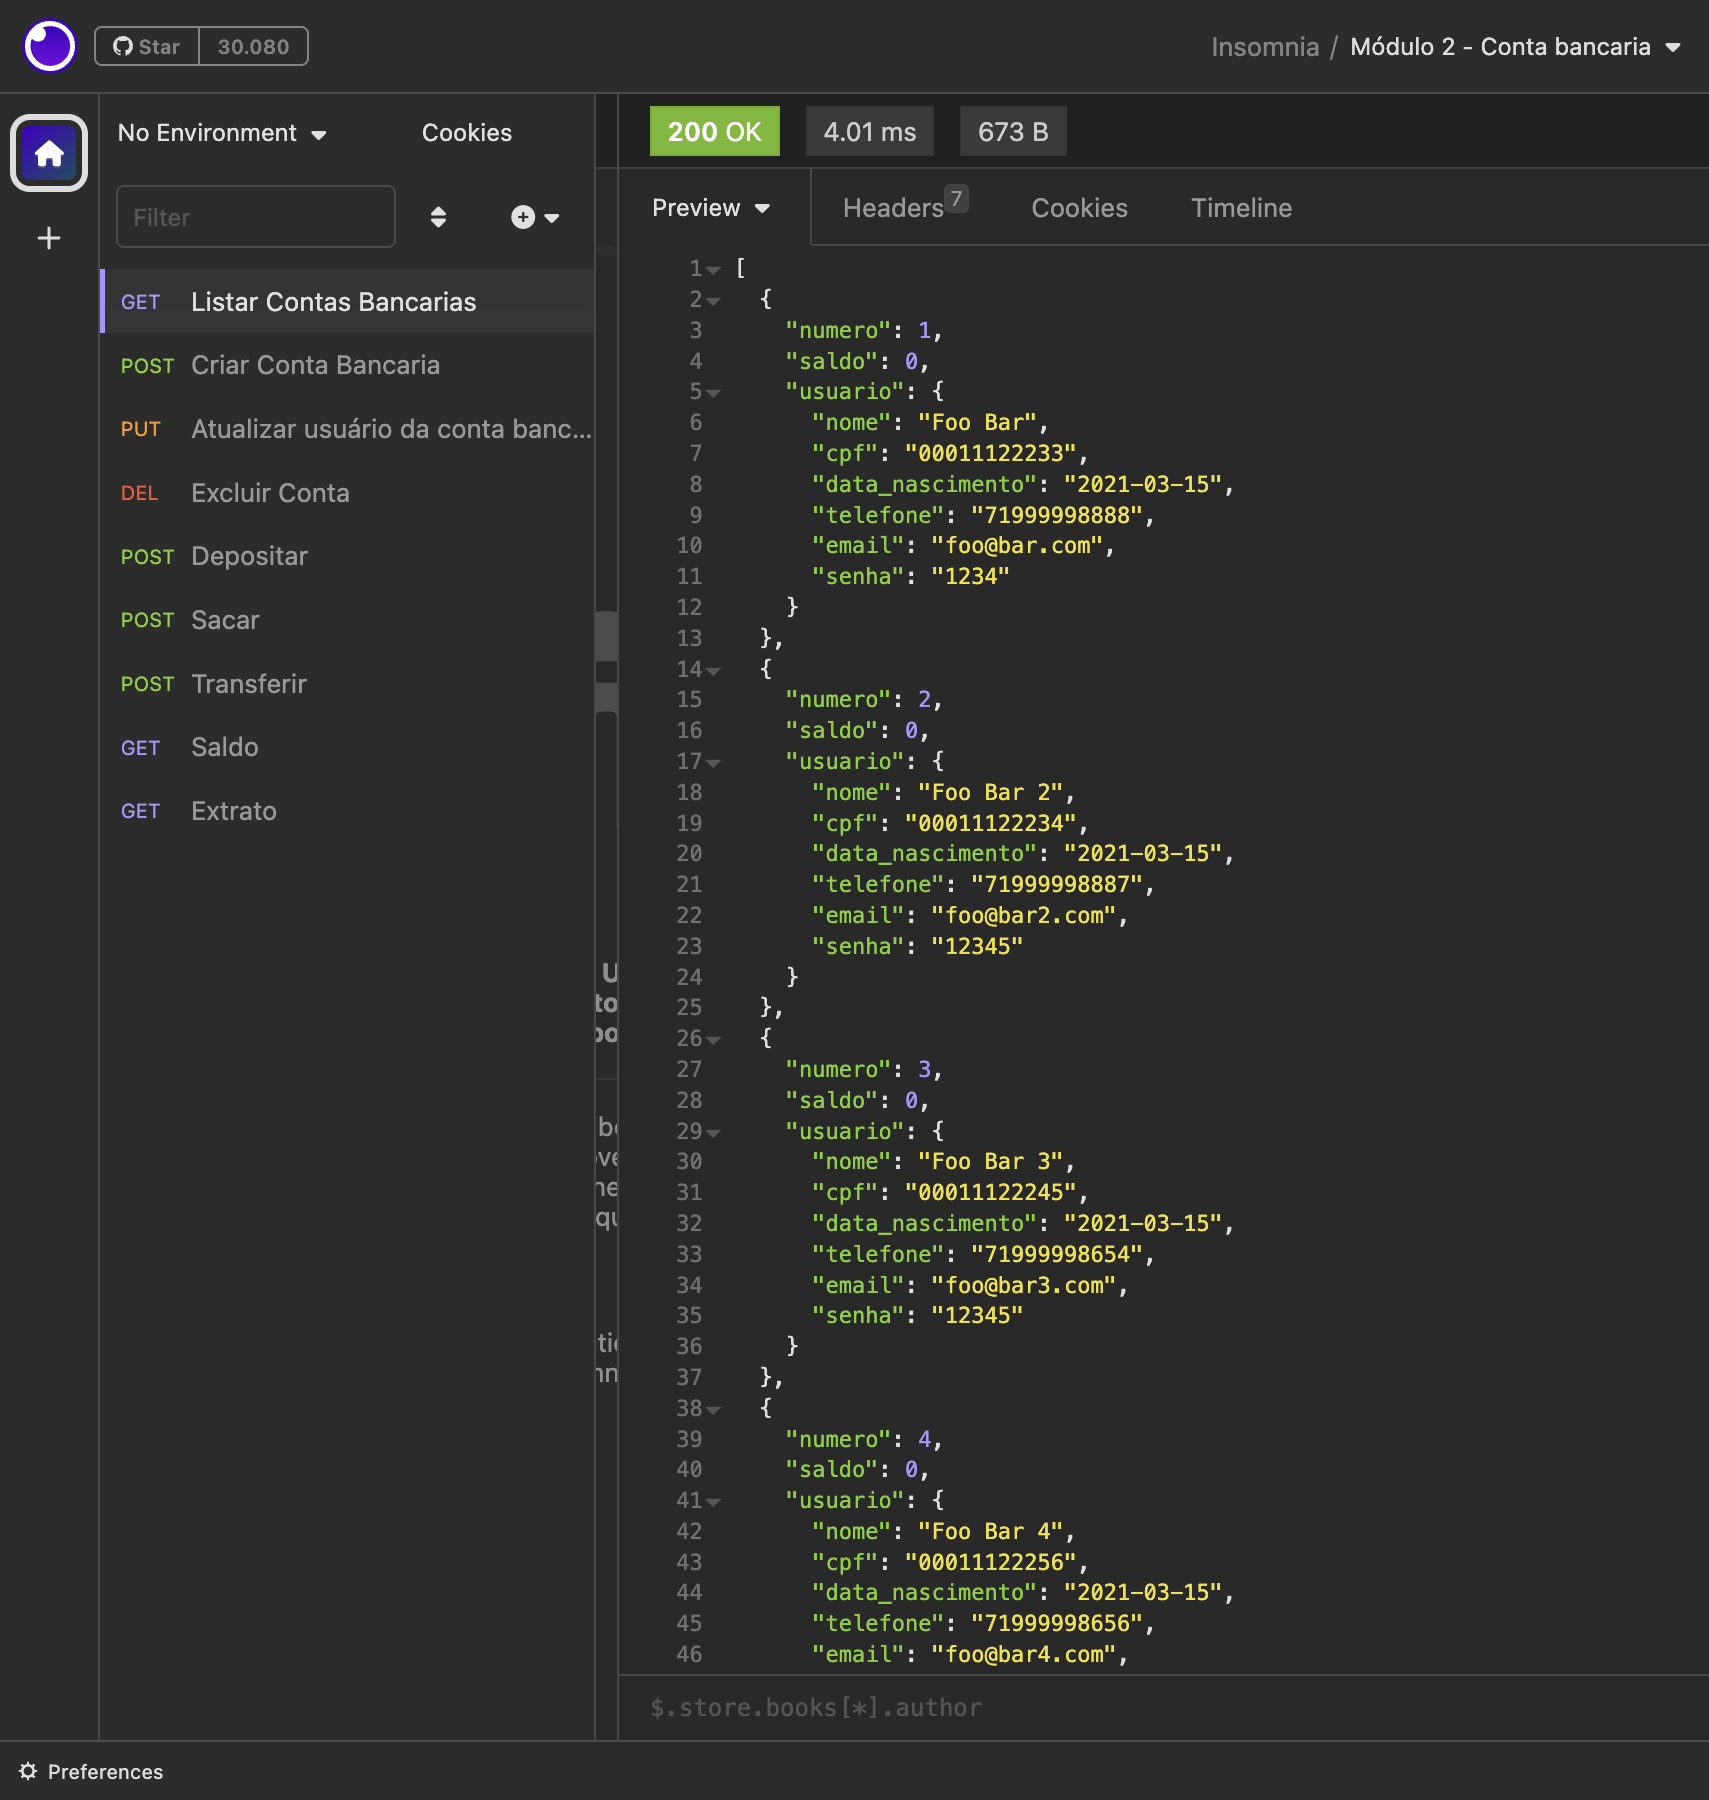 Star 30.080
Insomnia / Módulo 2 - Conta bancaria
No Environment Cookies
Filter
GET Listar Contas Bancarias
POST Criar Conta Bancaria
PUT Atualizar usuário da conta banc...
DEL Excluir Conta
POST Depositar
POST Sacar
POST Transferir
GET Saldo
GET Extrato
200 OK 4.01 ms 673 B
Preview Headers 7 Cookies Timeline
1 [
2 {
3 "numero": 1,
4 "saldo": 0,
5 "usuario": {
6 "nome": "Foo Bar",
7 "cpf": "00011122233",
8 "data_nascimento": "2021-03-15",
9 "telefone": "71999998888",
10 "email": "foo@bar.com",
11 "senha": "1234"
12 }
13 },
14 {
15 "numero": 2,
16 "saldo": 0,
17 "usuario": {
18 "nome": "Foo Bar 2",
19 "cpf": "00011122234",
20 "data_nascimento": "2021-03-15",
21 "telefone": "71999998887",
22 "email": "foo@bar2.com",
23 "senha": "12345"
24 }
25 },
26 {
27 "numero": 3,
28 "saldo": 0,
29 "usuario": {
30 "nome": "Foo Bar 3",
31 "cpf": "00011122245",
32 "data_nascimento": "2021-03-15",
33 "telefone": "71999998654",
34 "email": "foo@bar3.com",
35 "senha": "12345"
36 }
37 },
38 {
39 "numero": 4,
40 "saldo": 0,
41 "usuario": {
42 "nome": "Foo Bar 4",
43 "cpf": "00011122256",
44 "data_nascimento": "2021-03-15",
45 "telefone": "71999998656",
46 "email": "foo@bar4.com",
$.store.books[*].author
Preferences